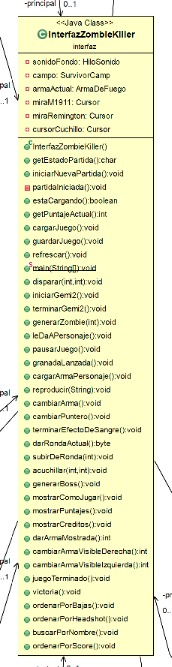 -principal
0..1
<<Java Class>>
InterfazZombieKiller
interfaz
sonidoFondo: HiloSonido
campo: SurvivorCamp
armaActual: ArmaDeFuego
miraM1911: Cursor
miraRemington: Cursor
cursorCuchillo: Cursor
InterfazZombieKiller()
getEstadoPartida():char
iniciarNuevaPartida():void
partidaIniciada():void
estaCargando():boolean
getPuntajeActual():int
cargarJuego():void
guardarJuego():void
refrescar():void
main(String[]):void
disparar(int,int):void
iniciarGemi2():void
terminarGemi2():void
generarZombie(int):void
leDaAPersonaje():void
pausarJuego():void
granadaLanzada():void
cargarArmaPersonaje():void
reproducir(String):void
cambiarArma():void
cambiarPuntero():void
terminarEfectoDeSangre():void
darRondaActual():byte
subirDeRonda(int):void
acuchillar(int,int):void
generarBoss():void
mostrarComoJugar():void
mostrarPuntajes():void
mostrarCreditos():void
darArmaMostrada():int
cambiarArmaVisibleDerecha():int
cambiarArmaVisibleIzquierda():int
juegoTerminado():void
victoria():void
ordenarPorBajas():void
ordenarPorHeadshot():void
buscarPorNombre():void
ordenarPorScore():void
0..1
0..1